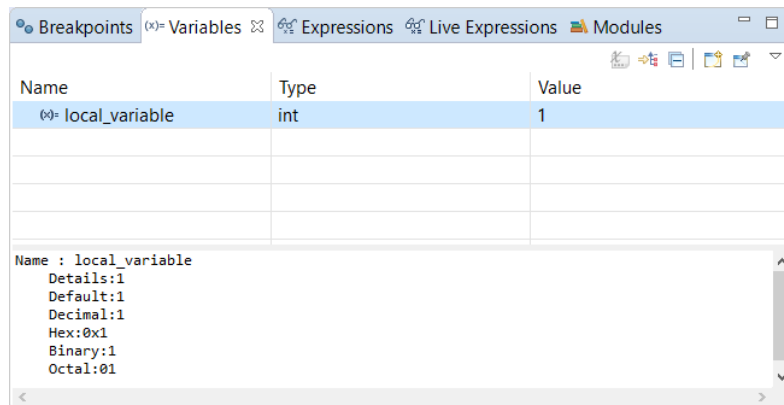 Breakpoints (x)= Variables Expressions Live Expressions Modules
Name Type Value
(x)= local_variable int 1
Name : local_variable
Details:1
Default:1
Decimal:1
Hex:0x1
Binary:1
Octal:01